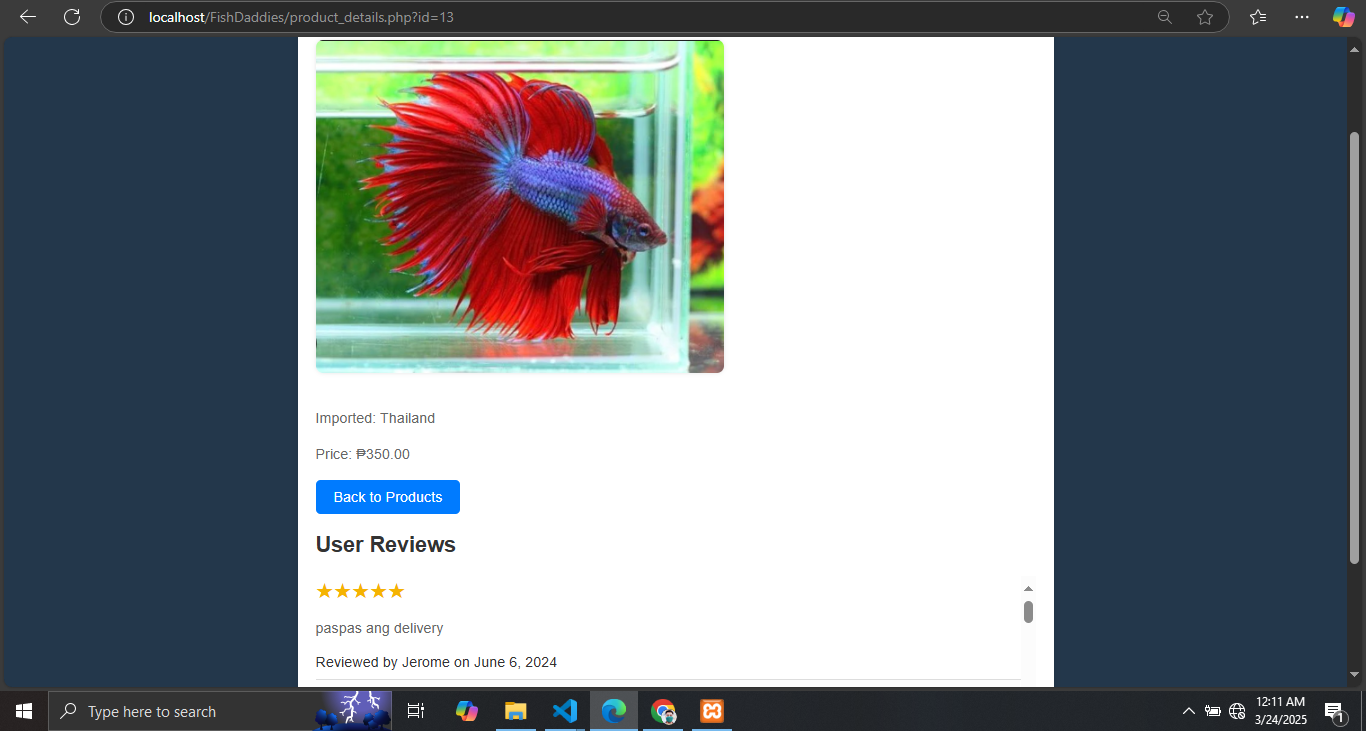 localhost/FishDaddies/product_details.php?id=13
Imported: Thailand
Price: ₱350.00
Back to Products
User Reviews
★★★★★
paspas ang delivery
Reviewed by Jerome on June 6, 2024
Type here to search
12:11 AM
3/24/2025
1